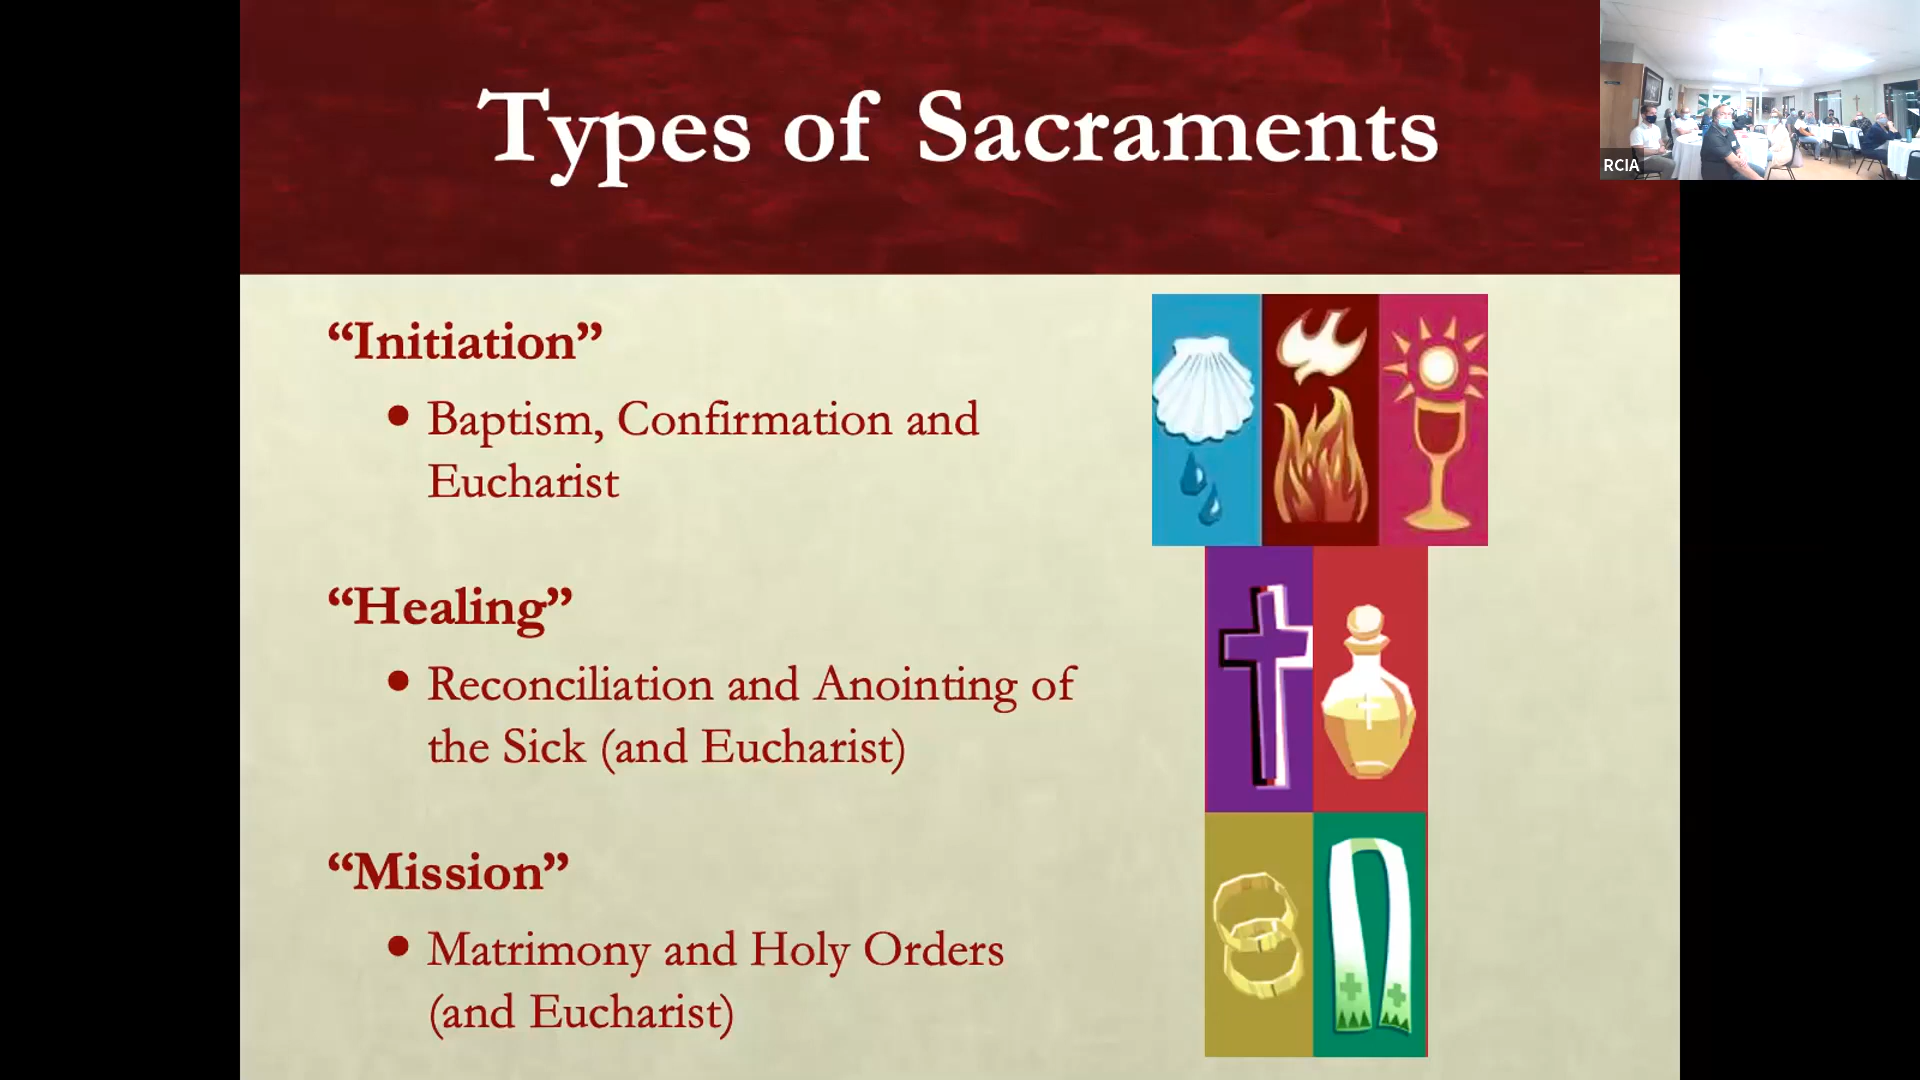 Types of Sacraments
RCIA
“Initiation”
• Baptism, Confirmation and
Eucharist
“Healing”
• Reconciliation and Anointing of
the Sick (and Eucharist)
“Mission”
• Matrimony and Holy Orders
(and Eucharist)